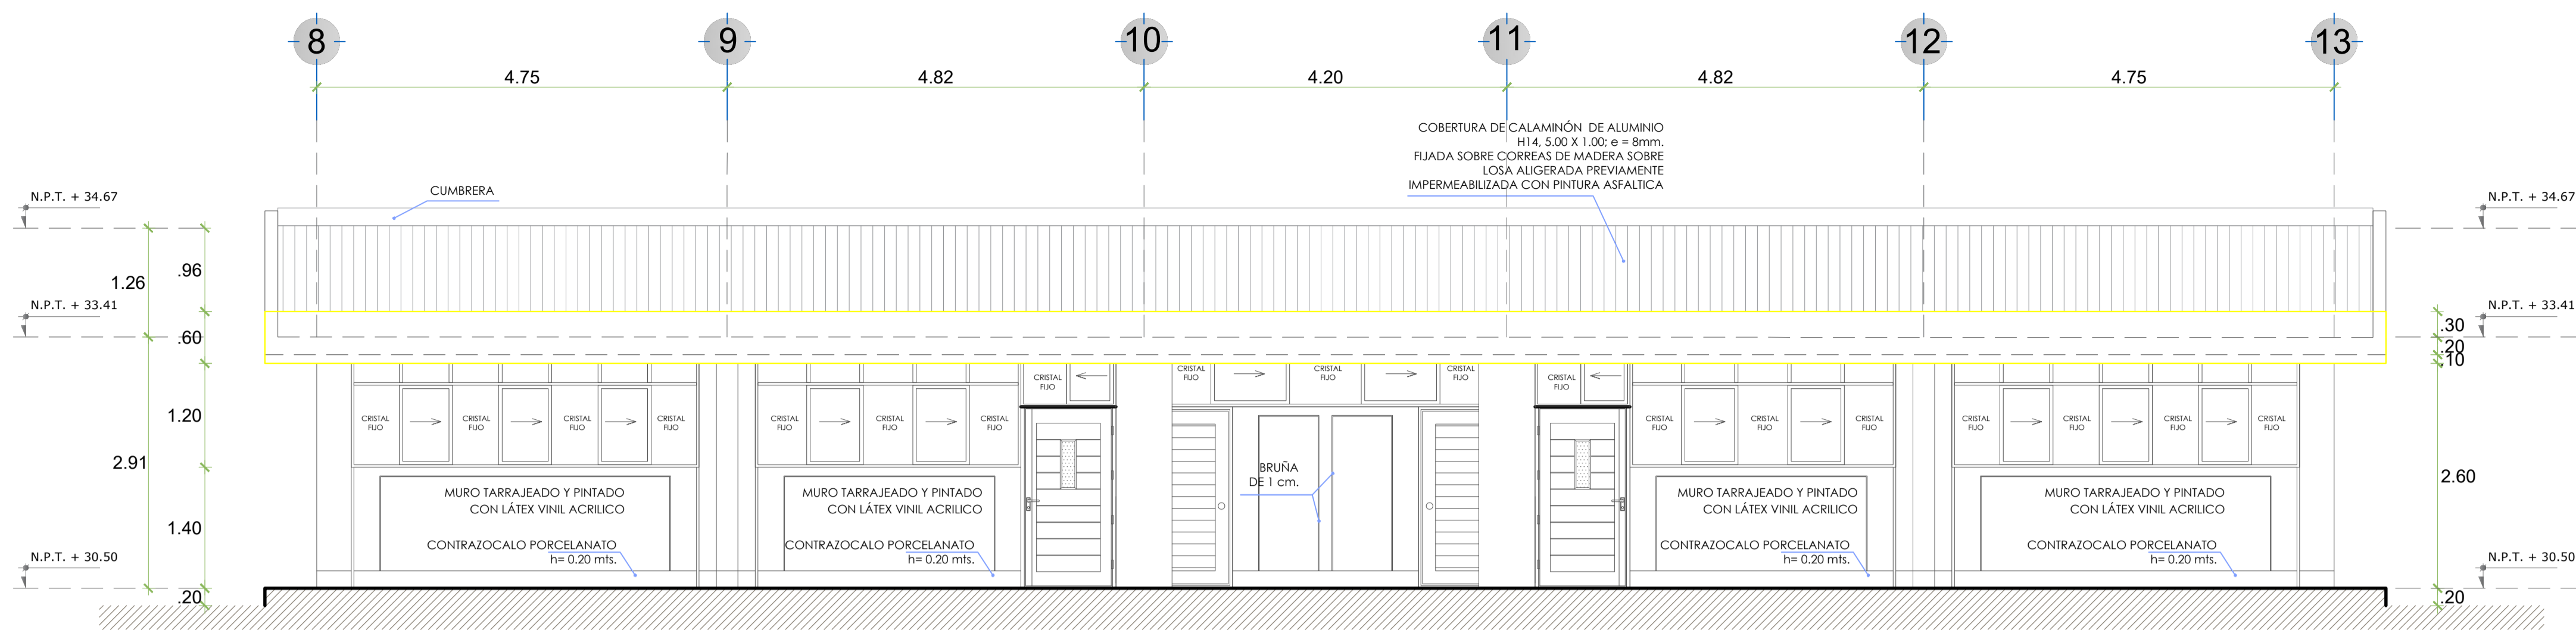 8 9 10 11 12 13
4.75 4.82 4.20 4.82 4.75
COBERTURA DE CALAMINÓN DE ALUMINIO
H14, 5.00 X 1.00; e = 8mm.
FIJADA SOBRE CORREAS DE MADERA SOBRE
LOSA ALIGERADA PREVIAMENTE
IMPERMEABILIZADA CON PINTURA ASFALTICA
CUMBRERA
N.P.T. + 34.67
N.P.T. + 34.67
1.26
.96
N.P.T. + 33.41
N.P.T. + 33.41
.60
.30
.20
.10
CRISTAL
FIJO
CRISTAL
FIJO
CRISTAL
FIJO
CRISTAL
FIJO
CRISTAL
FIJO
1.20
CRISTAL
FIJO
CRISTAL
FIJO
CRISTAL
FIJO
CRISTAL
FIJO
CRISTAL
FIJO
CRISTAL
FIJO
CRISTAL
FIJO
CRISTAL
FIJO
CRISTAL
FIJO
CRISTAL
FIJO
CRISTAL
FIJO
CRISTAL
FIJO
CRISTAL
FIJO
CRISTAL
FIJO
2.91
2.60
BRUÑA
DE 1 cm.
MURO TARRAJEADO Y PINTADO
CON LÁTEX VINIL ACRILICO
MURO TARRAJEADO Y PINTADO
CON LÁTEX VINIL ACRILICO
MURO TARRAJEADO Y PINTADO
CON LÁTEX VINIL ACRILICO
MURO TARRAJEADO Y PINTADO
CON LÁTEX VINIL ACRILICO
1.40
CONTRAZOCALO PORCELANATO
h= 0.20 mts.
CONTRAZOCALO PORCELANATO
h= 0.20 mts.
CONTRAZOCALO PORCELANATO
h= 0.20 mts.
CONTRAZOCALO PORCELANATO
h= 0.20 mts.
N.P.T. + 30.50
N.P.T. + 30.50
.20
.20